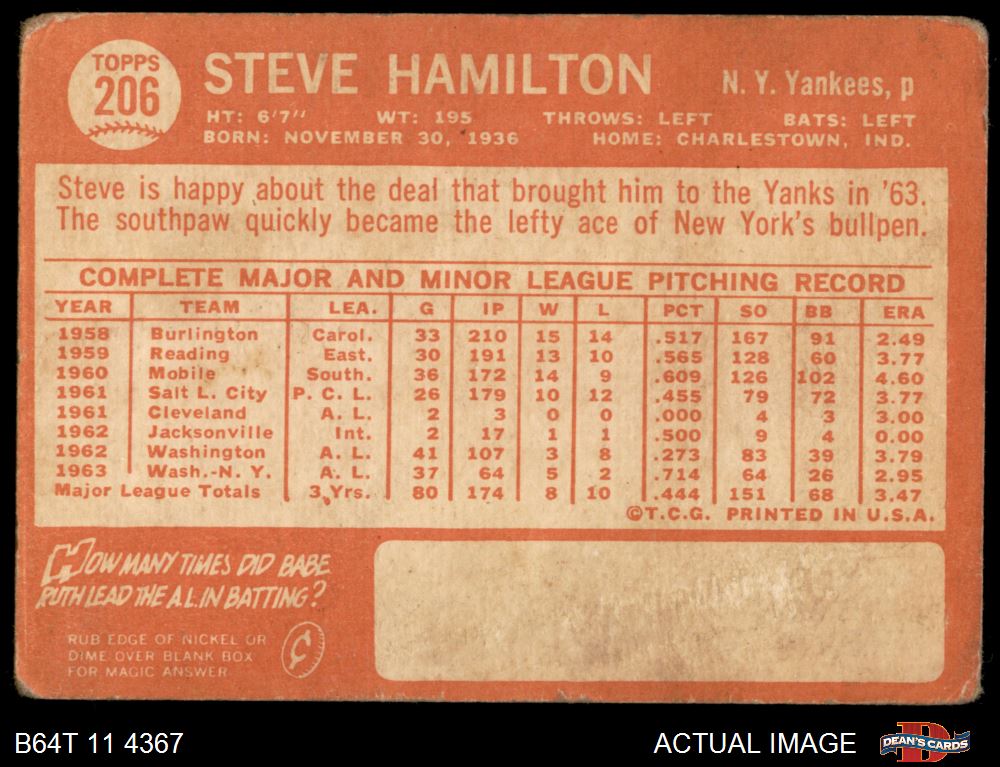 TOPPS
206
STEVE HAMILTON N. Y. Yankees, p
HT: 6'7" WT: 195 THROWS: LEFT BATS: LEFT
BORN: NOVEMBER 30, 1936 HOME: CHARLESTOWN, IND.
Steve is happy about the deal that brought him to the Yanks in '63.
The southpaw quickly became the lefty ace of New York's bullpen.
COMPLETE MAJOR AND MINOR LEAGUE PITCHING RECORD
YEAR TEAM LEA. G IP W L PCT SO BB ERA
1958 Burlington Carol. 33 210 15 14 .517 167 91 2.49
1959 Reading East. 30 191 13 10 .565 128 60 3.77
1960 Mobile South. 36 172 14 9 .609 126 102 4.60
1961 Salt L. City P. C. L. 26 179 10 12 .455 79 72 3.77
1961 Cleveland A. L. 2 3 0 0 .000 4 3 3.00
1962 Jacksonville Int. 2 17 1 1 .500 9 4 0.00
1962 Washington A. L. 41 107 3 8 .273 83 39 3.79
1963 Wash.-N. Y. A. L. 37 64 5 2 .714 64 26 2.95
Major League Totals 3 Yrs. 80 174 8 10 .444 151 68 3.47
©T.C.G. PRINTED IN U.S.A.
HOW MANY TIMES DID BABE
RUTH LEAD THE A.L. IN BATTING?
RUB EDGE OF NICKEL OR
DIME OVER BLANK BOX
FOR MAGIC ANSWER
¢
B64T 11 4367 ACTUAL IMAGE
D
DEAN'S CARDS